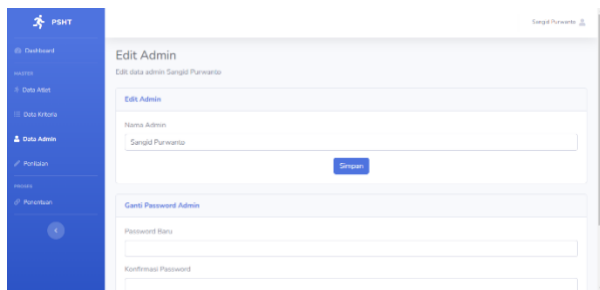 PSHT
Sangid Purwanto
Dashboard
MASTER
Data Atlet
Data Kriteria
Data Admin
Penilaian
PROSES
Penentuan
Edit Admin
Edit data admin Sangid Purwanto
Edit Admin
Nama Admin
Sangid Purwanto
Simpan
Ganti Password Admin
Password Baru
Konfirmasi Password